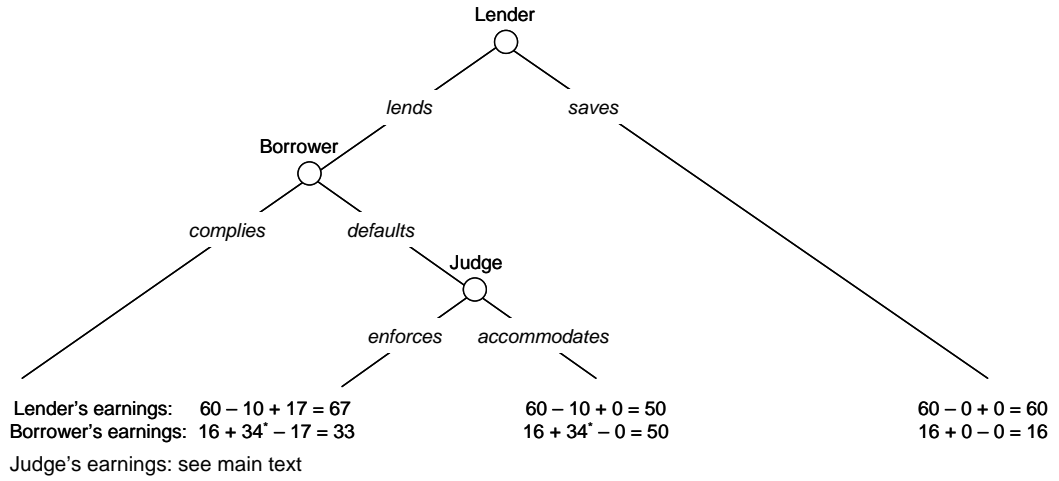 Lender
lends saves
Borrower
complies defaults
Judge
enforces accommodates
Lender's earnings: 60 – 10 + 17 = 67 60 – 10 + 0 = 50 60 – 0 + 0 = 60
Borrower's earnings: 16 + 34* – 17 = 33 16 + 34* – 0 = 50 16 + 0 – 0 = 16
Judge's earnings: see main text